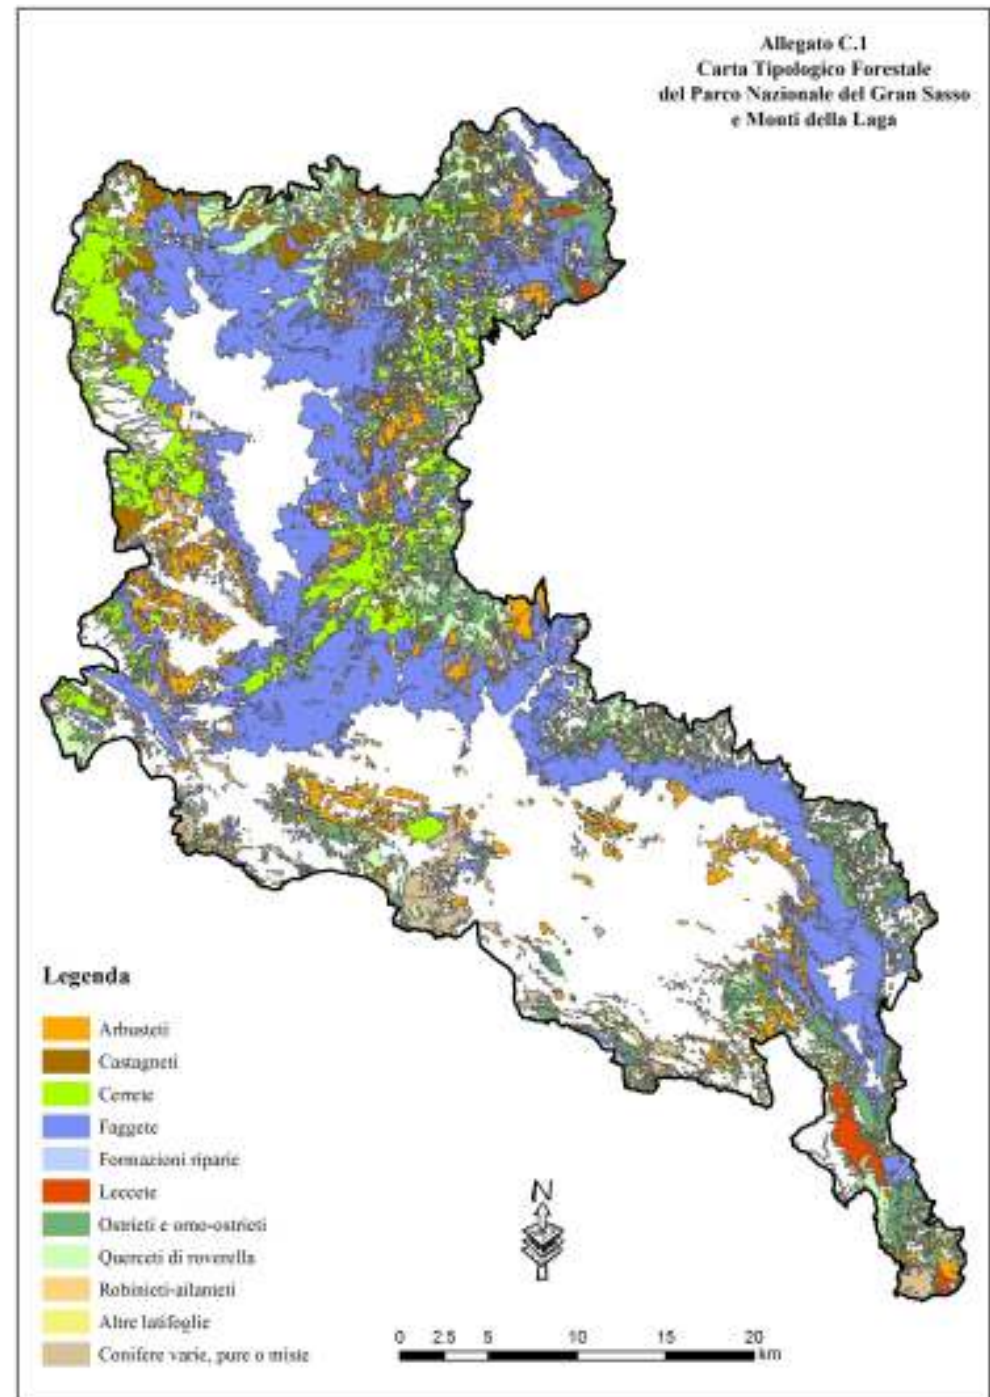 Allegato C.1
Carta Tipologico Forestale
del Parco Nazionale del Gran Sasso
e Monti della Laga
Legenda
Arbusteti
Castagneti
Cerrete
Faggete
Formazioni riparie
Leccete
Ostrieti e orno-ostrieti
Querceti di roverella
Robinieti-ailanteti
Altre latifoglie
Conifere varie, pure o miste
N
0 2.5 5 10 15 20
km